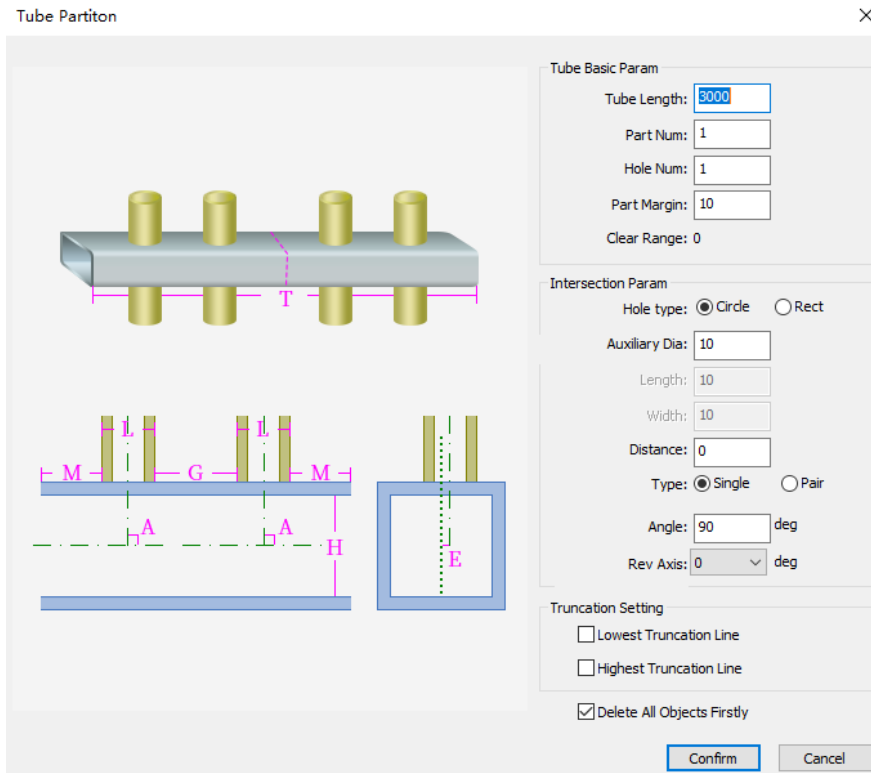 Tube Partiton
Tube Basic Param
Tube Length: 3000
Part Num: 1
Hole Num: 1
Part Margin: 10
Clear Range: 0
T
Intersection Param
Hole type: Circle Rect
Auxiliary Dia: 10
Length: 10
Width: 10
Distance: 0
Type: Single Pair
Angle: 90 deg
Rev Axis: 0 deg
L L
M G M
A A
H E
Truncation Setting
Lowest Truncation Line
Highest Truncation Line
Delete All Objects Firstly
Confirm Cancel